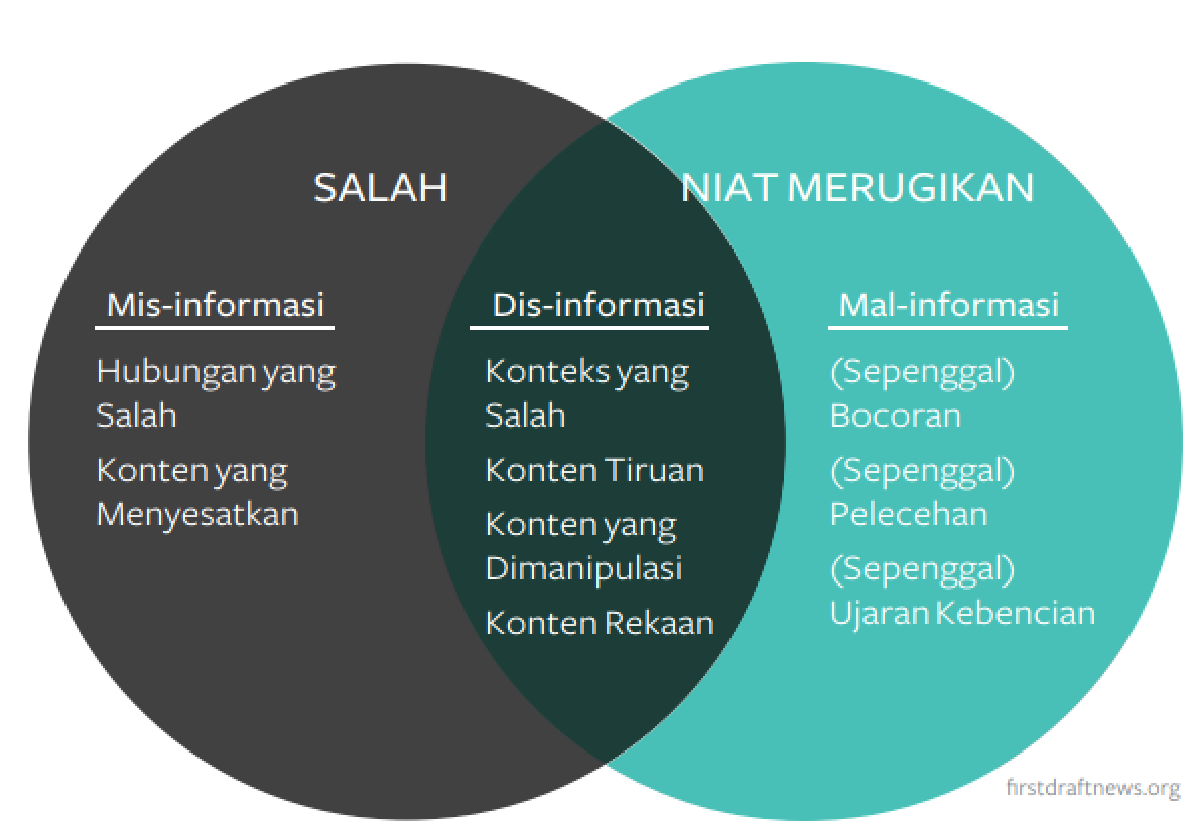 SALAH
NIAT MERUGIKAN
Mis-informasi
Hubungan yang
Salah
Konten yang
Menyesatkan
Dis-informasi
Konteks yang
Salah
Konten Tiruan
Konten yang
Dimanipulasi
Konten Rekaan
Mal-informasi
(Sepenggal)
Bocoran
(Sepenggal)
Pelecehan
(Sepenggal)
Ujaran Kebencian
firstdraftnews.org